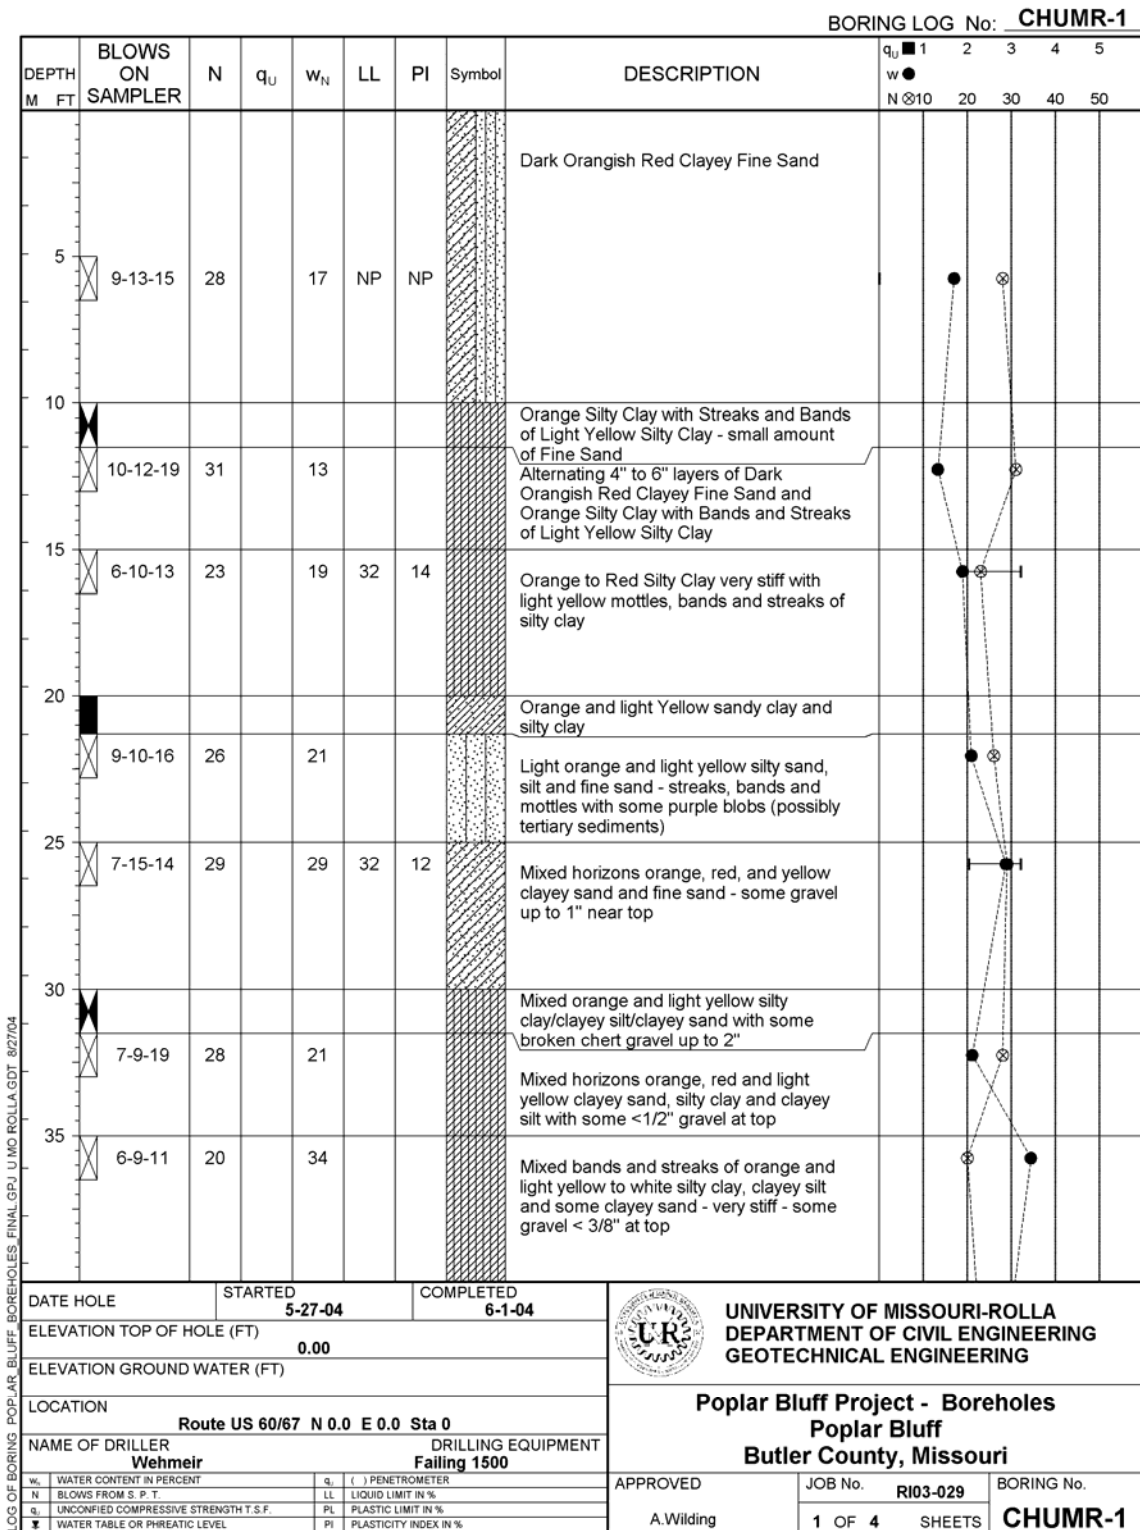 BORING LOG No: CHUMR-1
DEPTH
M FT
BLOWS
ON
SAMPLER
N
qU
wN
LL
PI
Symbol
DESCRIPTION
qU ■ 1 2 3 4 5
w ●
N ⊗ 10 20 30 40 50
Dark Orangish Red Clayey Fine Sand
5
9-13-15 28 17 NP NP
10
Orange Silty Clay with Streaks and Bands
of Light Yellow Silty Clay - small amount
of Fine Sand
10-12-19 31 13
Alternating 4" to 6" layers of Dark
Orangish Red Clayey Fine Sand and
Orange Silty Clay with Bands and Streaks
of Light Yellow Silty Clay
15
6-10-13 23 19 32 14
Orange to Red Silty Clay very stiff with
light yellow mottles, bands and streaks of
silty clay
20
Orange and light Yellow sandy clay and
silty clay
9-10-16 26 21
Light orange and light yellow silty sand,
silt and fine sand - streaks, bands and
mottles with some purple blobs (possibly
tertiary sediments)
25
7-15-14 29 29 32 12
Mixed horizons orange, red, and yellow
clayey sand and fine sand - some gravel
up to 1" near top
30
Mixed orange and light yellow silty
clay/clayey silt/clayey sand with some
broken chert gravel up to 2"
7-9-19 28 21
Mixed horizons orange, red and light
yellow clayey sand, silty clay and clayey
silt with some <1/2" gravel at top
35
6-9-11 20 34
Mixed bands and streaks of orange and
light yellow to white silty clay, clayey silt
and some clayey sand - very stiff - some
gravel < 3/8" at top
LOG OF BORING POPLAR_BLUFF_BOREHOLES_FINAL.GPJ U MO ROLLA.GDT 8/27/04
DATE HOLE
STARTED
5-27-04
COMPLETED
6-1-04
ELEVATION TOP OF HOLE (FT)
0.00
ELEVATION GROUND WATER (FT)
LOCATION
Route US 60/67 N 0.0 E 0.0 Sta 0
NAME OF DRILLER
Wehmeir
DRILLING EQUIPMENT
Failing 1500
wN WATER CONTENT IN PERCENT
N BLOWS FROM S. P. T.
qU UNCONFIED COMPRESSIVE STRENGTH T.S.F.
WATER TABLE OR PHREATIC LEVEL
qU ( ) PENETROMETER
LL LIQUID LIMIT IN %
PL PLASTIC LIMIT IN %
PI PLASTICITY INDEX IN %
UR
UNIVERSITY OF MISSOURI-ROLLA
DEPARTMENT OF CIVIL ENGINEERING
GEOTECHNICAL ENGINEERING
Poplar Bluff Project - Boreholes
Poplar Bluff
Butler County, Missouri
APPROVED
A.Wilding
JOB No. RI03-029
1 OF 4 SHEETS
BORING No.
CHUMR-1